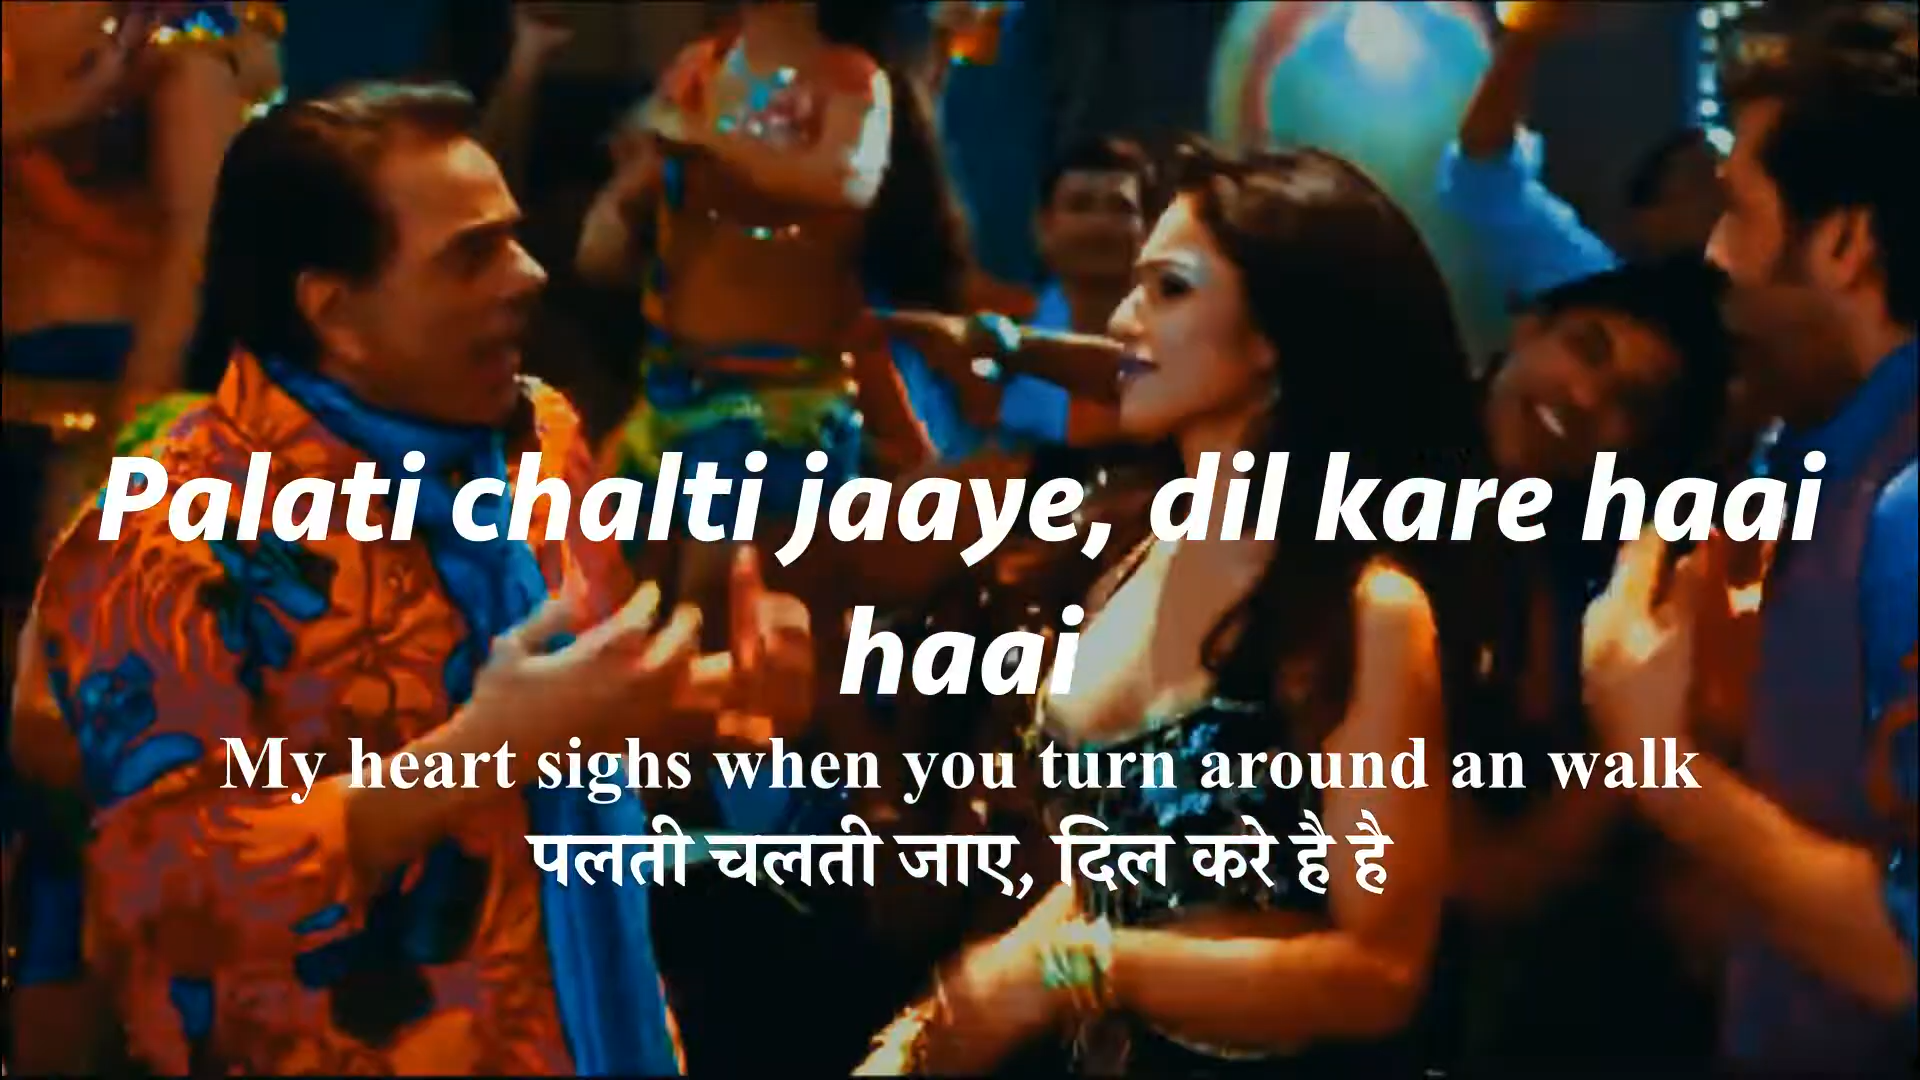 Palati chalti jaaye, dil kare haai
haai
My heart sighs when you turn around an walk
पलती चलती जाए, दिल करे है है